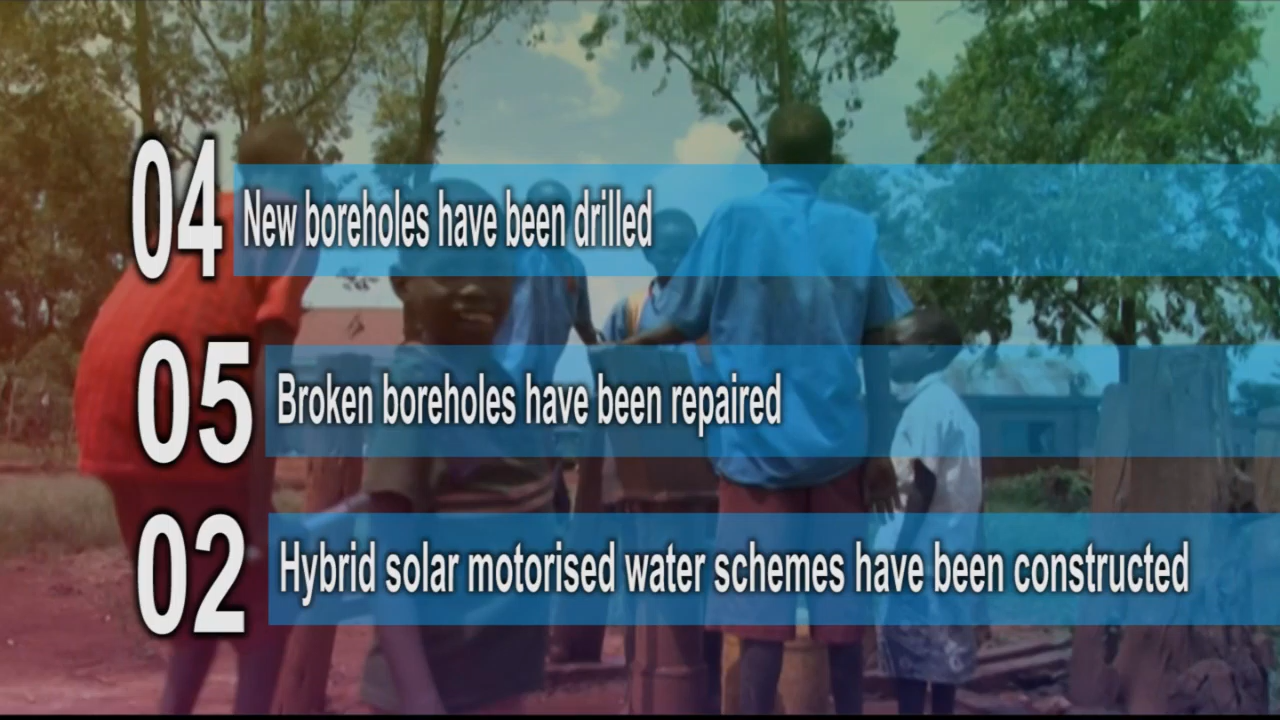 04 New boreholes have been drilled
05 Broken boreholes have been repaired
02 Hybrid solar motorised water schemes have been constructed